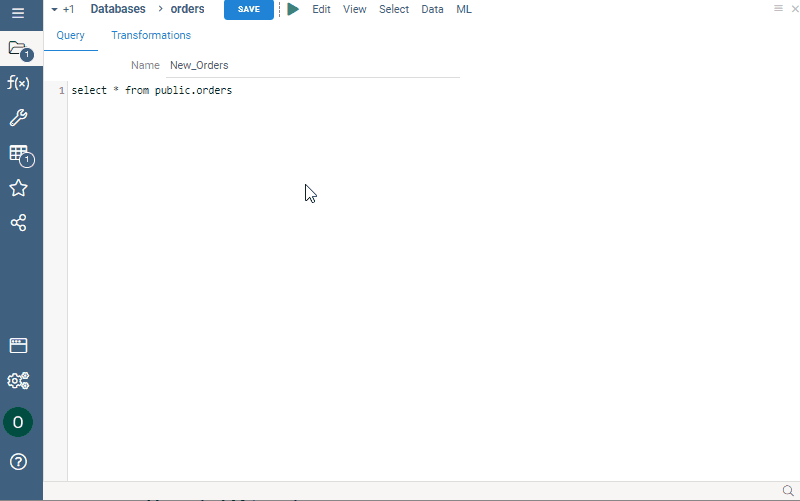 +1 Databases > orders SAVE Edit View Select Data ML
Query Transformations
Name New_Orders
1 select * from public.orders
1
f(x)
1
O
?